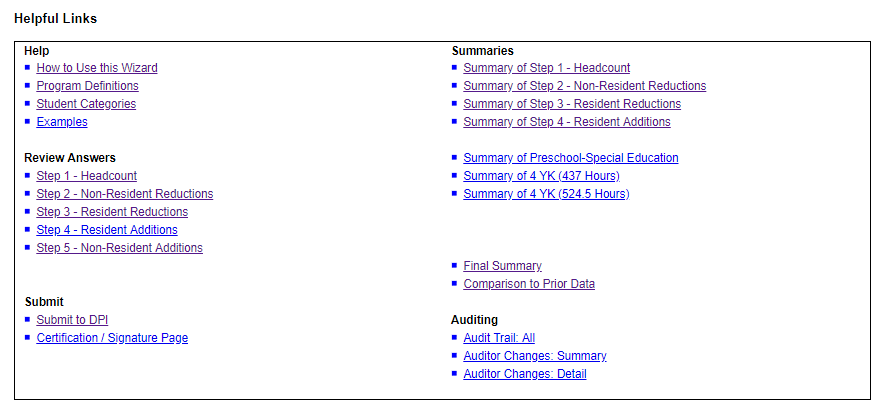 Helpful Links
Help
How to Use this Wizard
Program Definitions
Student Categories
Examples
Review Answers
Step 1 - Headcount
Step 2 - Non-Resident Reductions
Step 3 - Resident Reductions
Step 4 - Resident Additions
Step 5 - Non-Resident Additions
Submit
Submit to DPI
Certification / Signature Page
Summaries
Summary of Step 1 - Headcount
Summary of Step 2 - Non-Resident Reductions
Summary of Step 3 - Resident Reductions
Summary of Step 4 - Resident Additions
Summary of Preschool-Special Education
Summary of 4 YK (437 Hours)
Summary of 4 YK (524.5 Hours)
Final Summary
Comparison to Prior Data
Auditing
Audit Trail: All
Auditor Changes: Summary
Auditor Changes: Detail